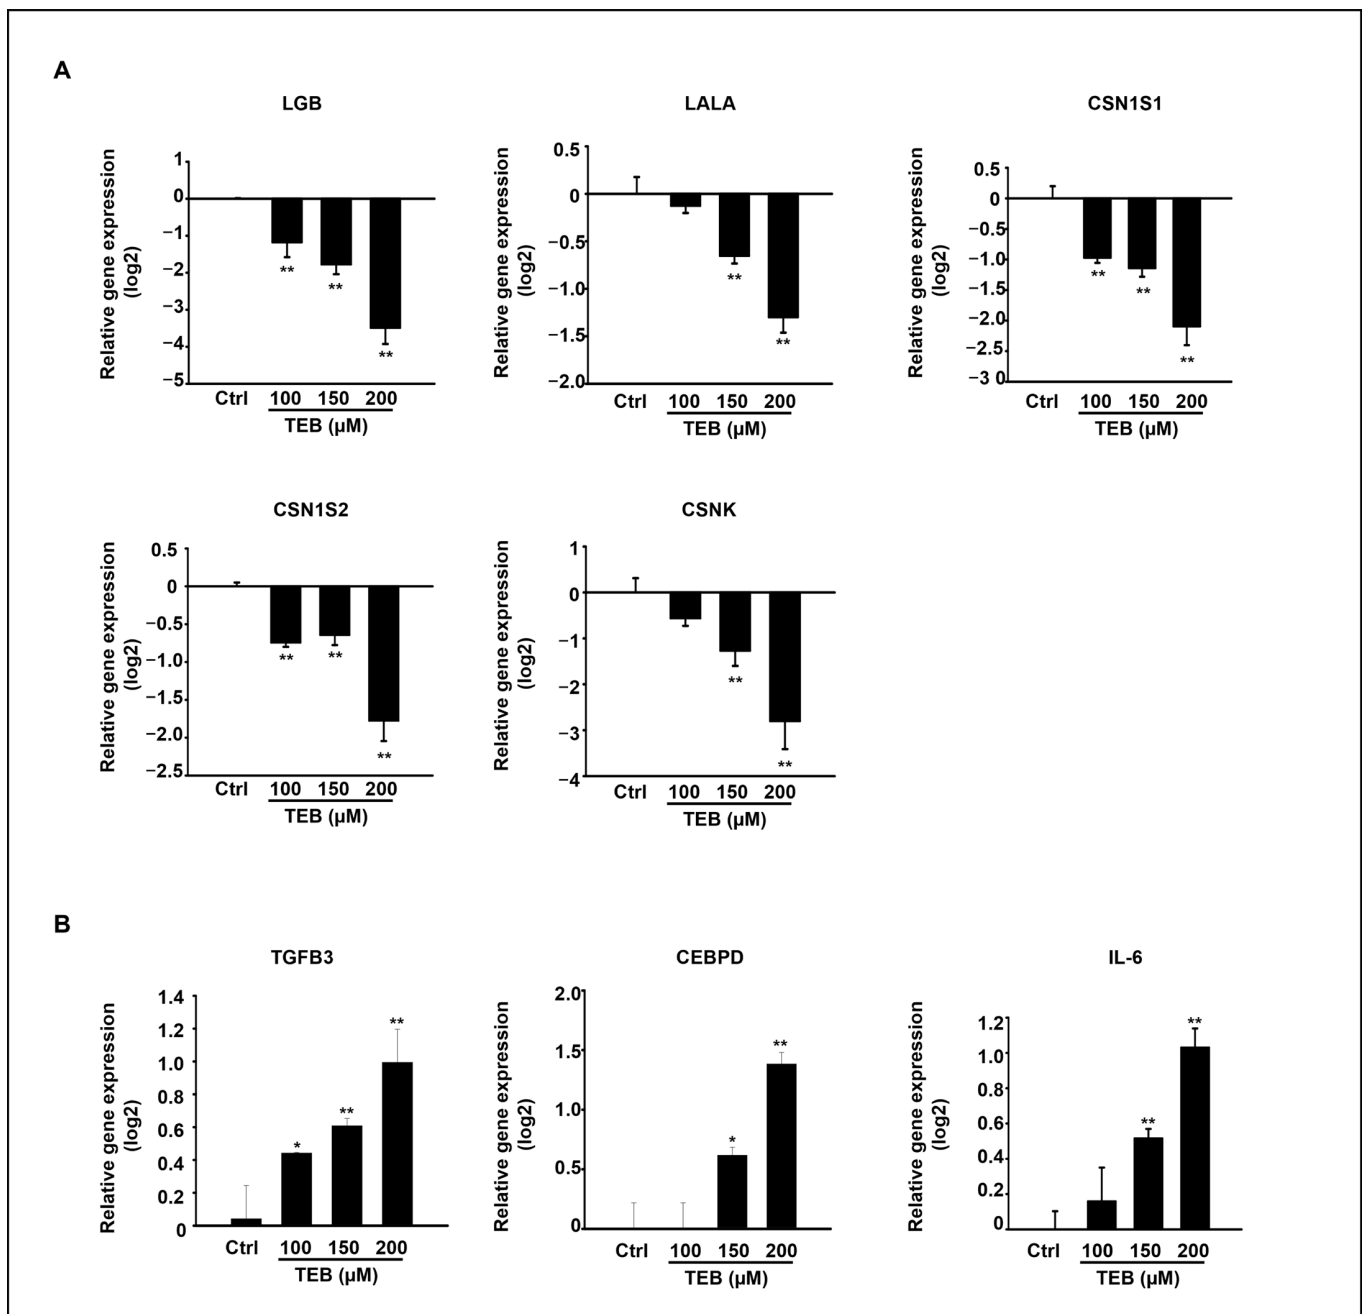 A
LGB
Relative gene expression
(log2)
1
0
−1
−2
−3
−4
−5
**
**
**
Ctrl 100 150 200
TEB (µM)
LALA
Relative gene expression
(log2)
0.5
0
−0.5
−1.0
−1.5
−2.0
**
**
Ctrl 100 150 200
TEB (µM)
CSN1S1
Relative gene expression
(log2)
0.5
0
−0.5
−1.0
−1.5
−2.0
−2.5
−3 0
**
**
**
Ctrl 100 150 200
TEB (µM)
CSN1S2
Relative gene expression
(log2)
0.5
0
−0.5
−1.0
−1.5
−2.0
−2.5
**
**
**
Ctrl 100 150 200
TEB (µM)
CSNK
Relative gene expression
(log2)
1
0
−1
−2
−3
−4
**
**
Ctrl 100 150 200
TEB (µM)
B
TGFB3
Relative gene expression
(log2)
1.4
1.2
1.0
0.8
0.6
0.4
0.2
0
*
**
**
Ctrl 100 150 200
TEB (µM)
CEBPD
Relative gene expression
(log2)
2.0
1.5
1.0
0.5
0
*
**
Ctrl 100 150 200
TEB (µM)
IL-6
Relative gene expression
(log2)
1.2
1.0
0.8
0.6
0.2
0
**
**
Ctrl 100 150 200
TEB (µM)